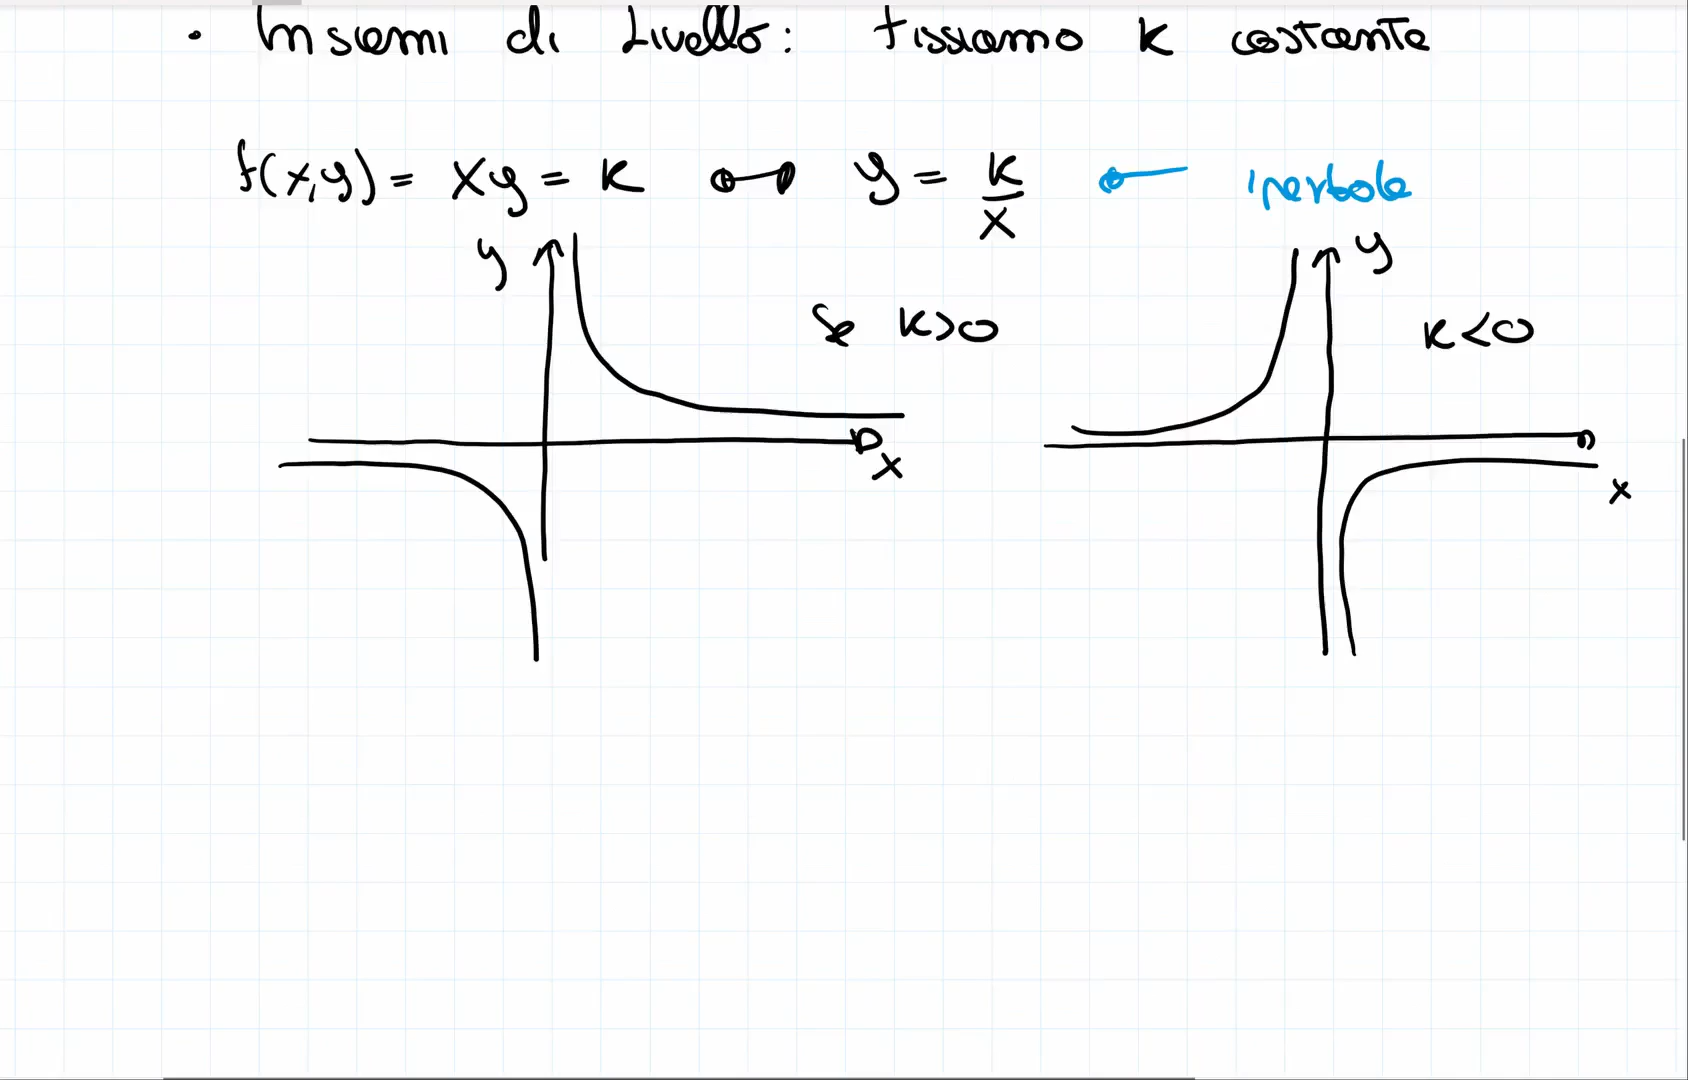 • Insiemi di Livello: fissiamo K costante
f(x,y) = xy = K ↔ y = K/x ← iperbole
y
y
Se K>0
K<0
x
x